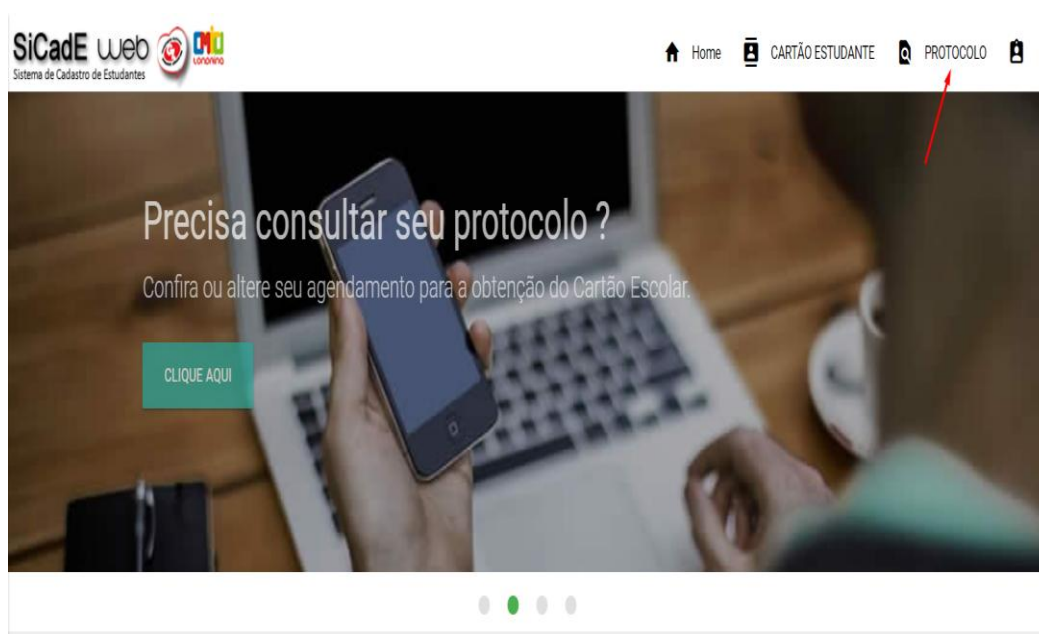 SiCadE web
Sistema de Cadastro de Estudantes
CMTU
LONDRINA
Home
CARTÃO ESTUDANTE
PROTOCOLO
Precisa consultar seu protocolo ?
Confira ou altere seu agendamento para a obtenção do Cartão Escolar.
CLIQUE AQUI